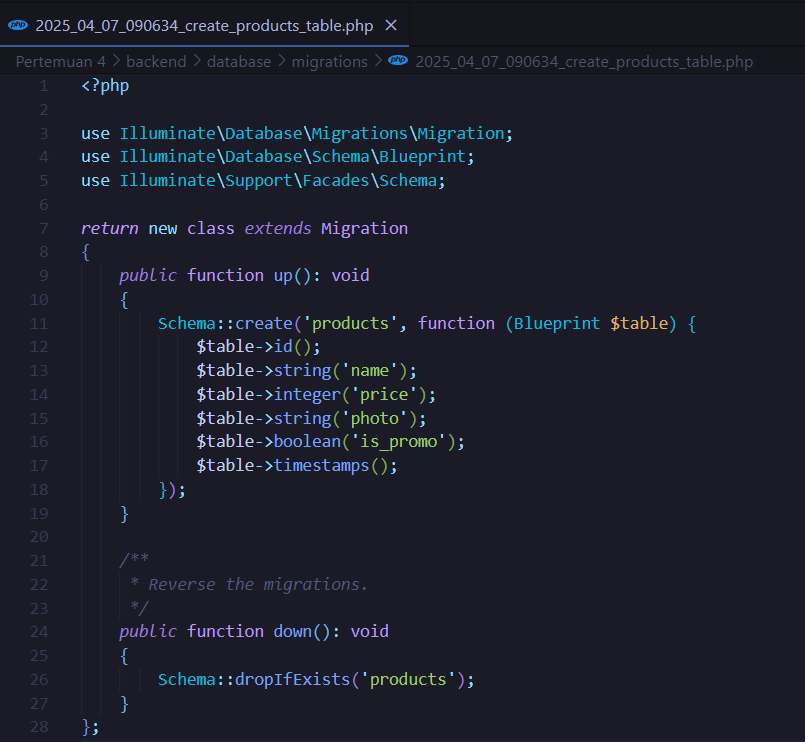 php 2025_04_07_090634_create_products_table.php ×
Pertemuan 4 > backend > database > migrations > php 2025_04_07_090634_create_products_table.php
1 <?php
2
3 use Illuminate\Database\Migrations\Migration;
4 use Illuminate\Database\Schema\Blueprint;
5 use Illuminate\Support\Facades\Schema;
6
7 return new class extends Migration
8 {
9     public function up(): void
10     {
11         Schema::create('products', function (Blueprint $table) {
12             $table->id();
13             $table->string('name');
14             $table->integer('price');
15             $table->string('photo');
16             $table->boolean('is_promo');
17             $table->timestamps();
18         });
19     }
20
21     /**
22      * Reverse the migrations.
23      */
24     public function down(): void
25     {
26         Schema::dropIfExists('products');
27     }
28 };